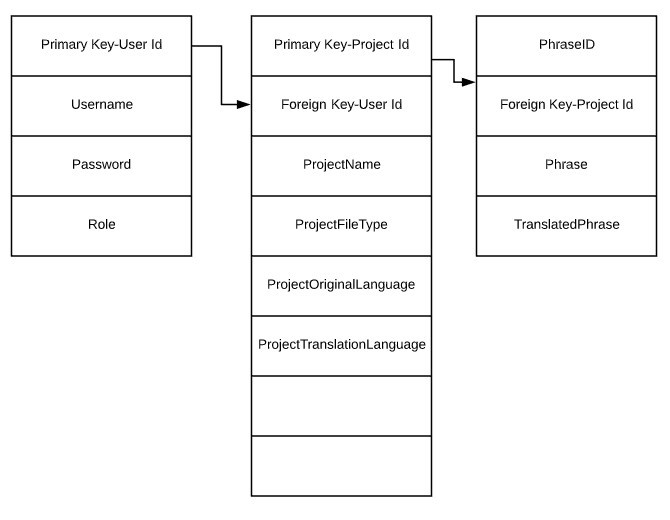 Primary Key-User Id
Username
Password
Role
Primary Key-Project Id
Foreign Key-User Id
ProjectName
ProjectFileType
ProjectOriginalLanguage
ProjectTranslationLanguage
PhraseID
Foreign Key-Project Id
Phrase
TranslatedPhrase